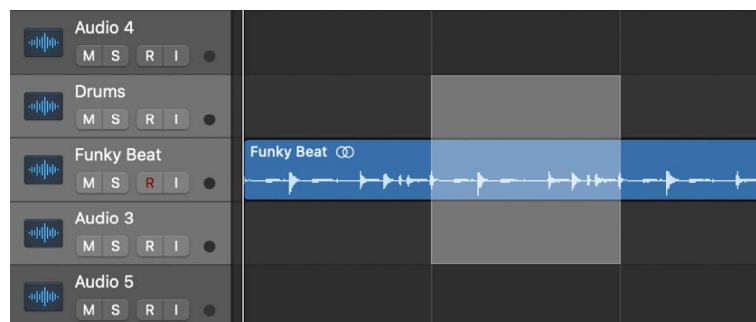 Audio 4
M S R I
Drums
M S R I
Funky Beat
M S R I
Funky Beat
Audio 3
M S R I
Audio 5
M S R I